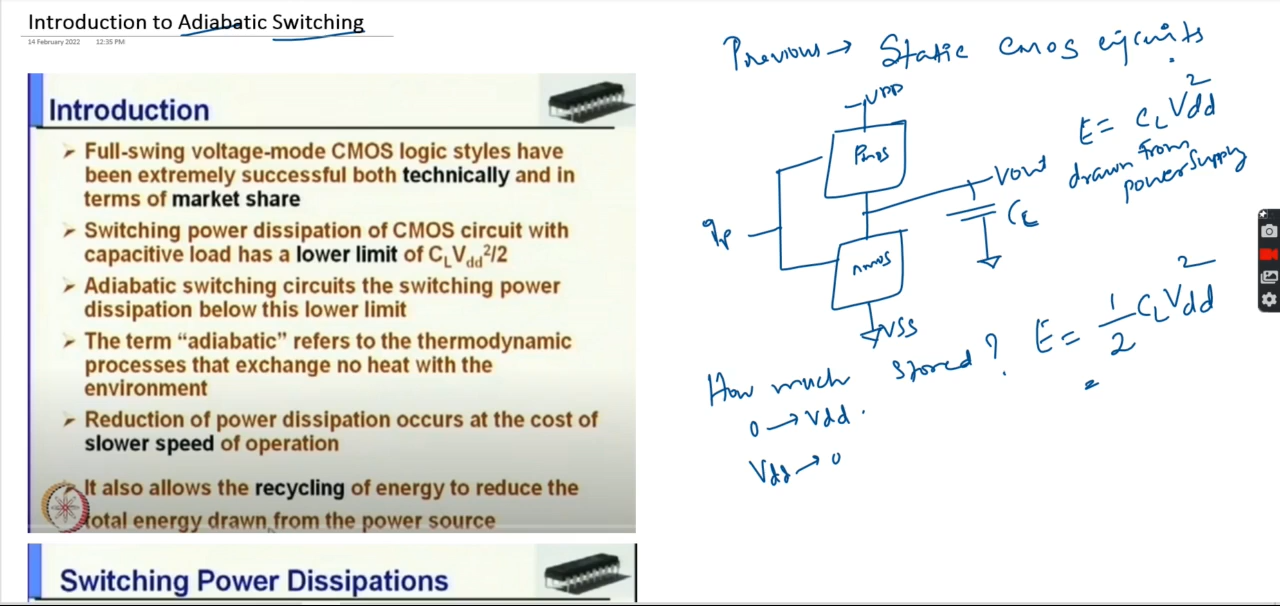 Introduction to Adiabatic Switching
14 February 2022 12:35 PM
Introduction
Full-swing voltage-mode CMOS logic styles have
been extremely successful both technically and in
terms of market share
Switching power dissipation of CMOS circuit with
capacitive load has a lower limit of CLVdd²/2
Adiabatic switching circuits the switching power
dissipation below this lower limit
The term “adiabatic” refers to the thermodynamic
processes that exchange no heat with the
environment
Reduction of power dissipation occurs at the cost of
slower speed of operation
It also allows the recycling of energy to reduce the
total energy drawn from the power source
Switching Power Dissipations
Previous → Static CMOS circuits
VDD
Pmos
Vout
CL
nmos
VSS
E = CLVdd²
drawn from
power supply
How much stored? E = 1/2 CLVdd²
0 → Vdd
Vdd → 0